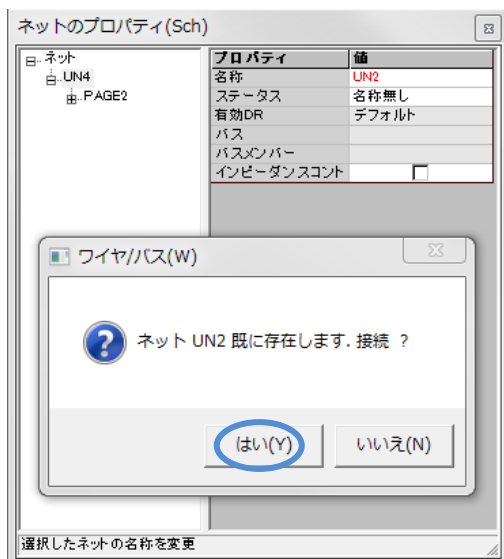 ネットのプロパティ(Sch)
ネット
UN4
PAGE2
プロパティ 値
名称 UN2
ステータス 名称無し
有効DR デフォルト
バス
バスメンバー
インピーダンスコント
ワイヤ/バス(W)
ネット UN2 既に存在します. 接続 ?
はい(Y) いいえ(N)
選択したネットの名称を変更